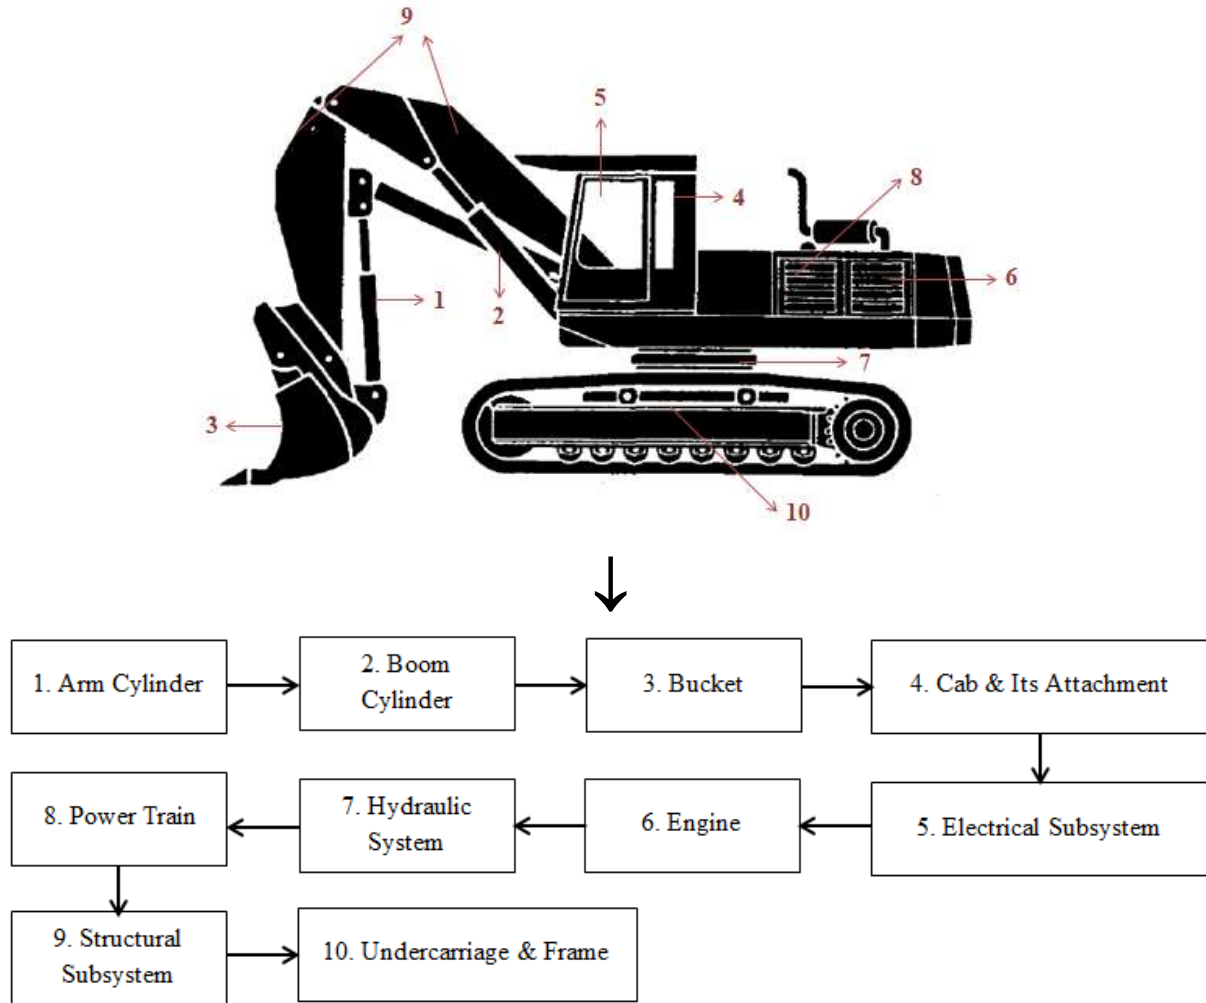 9
5
8
4
6
1
2
7
3
10
1. Arm Cylinder
2. Boom
Cylinder
3. Bucket
4. Cab & Its Attachment
8. Power Train
7. Hydraulic
System
6. Engine
5. Electrical Subsystem
9. Structural
Subsystem
10. Undercarriage & Frame